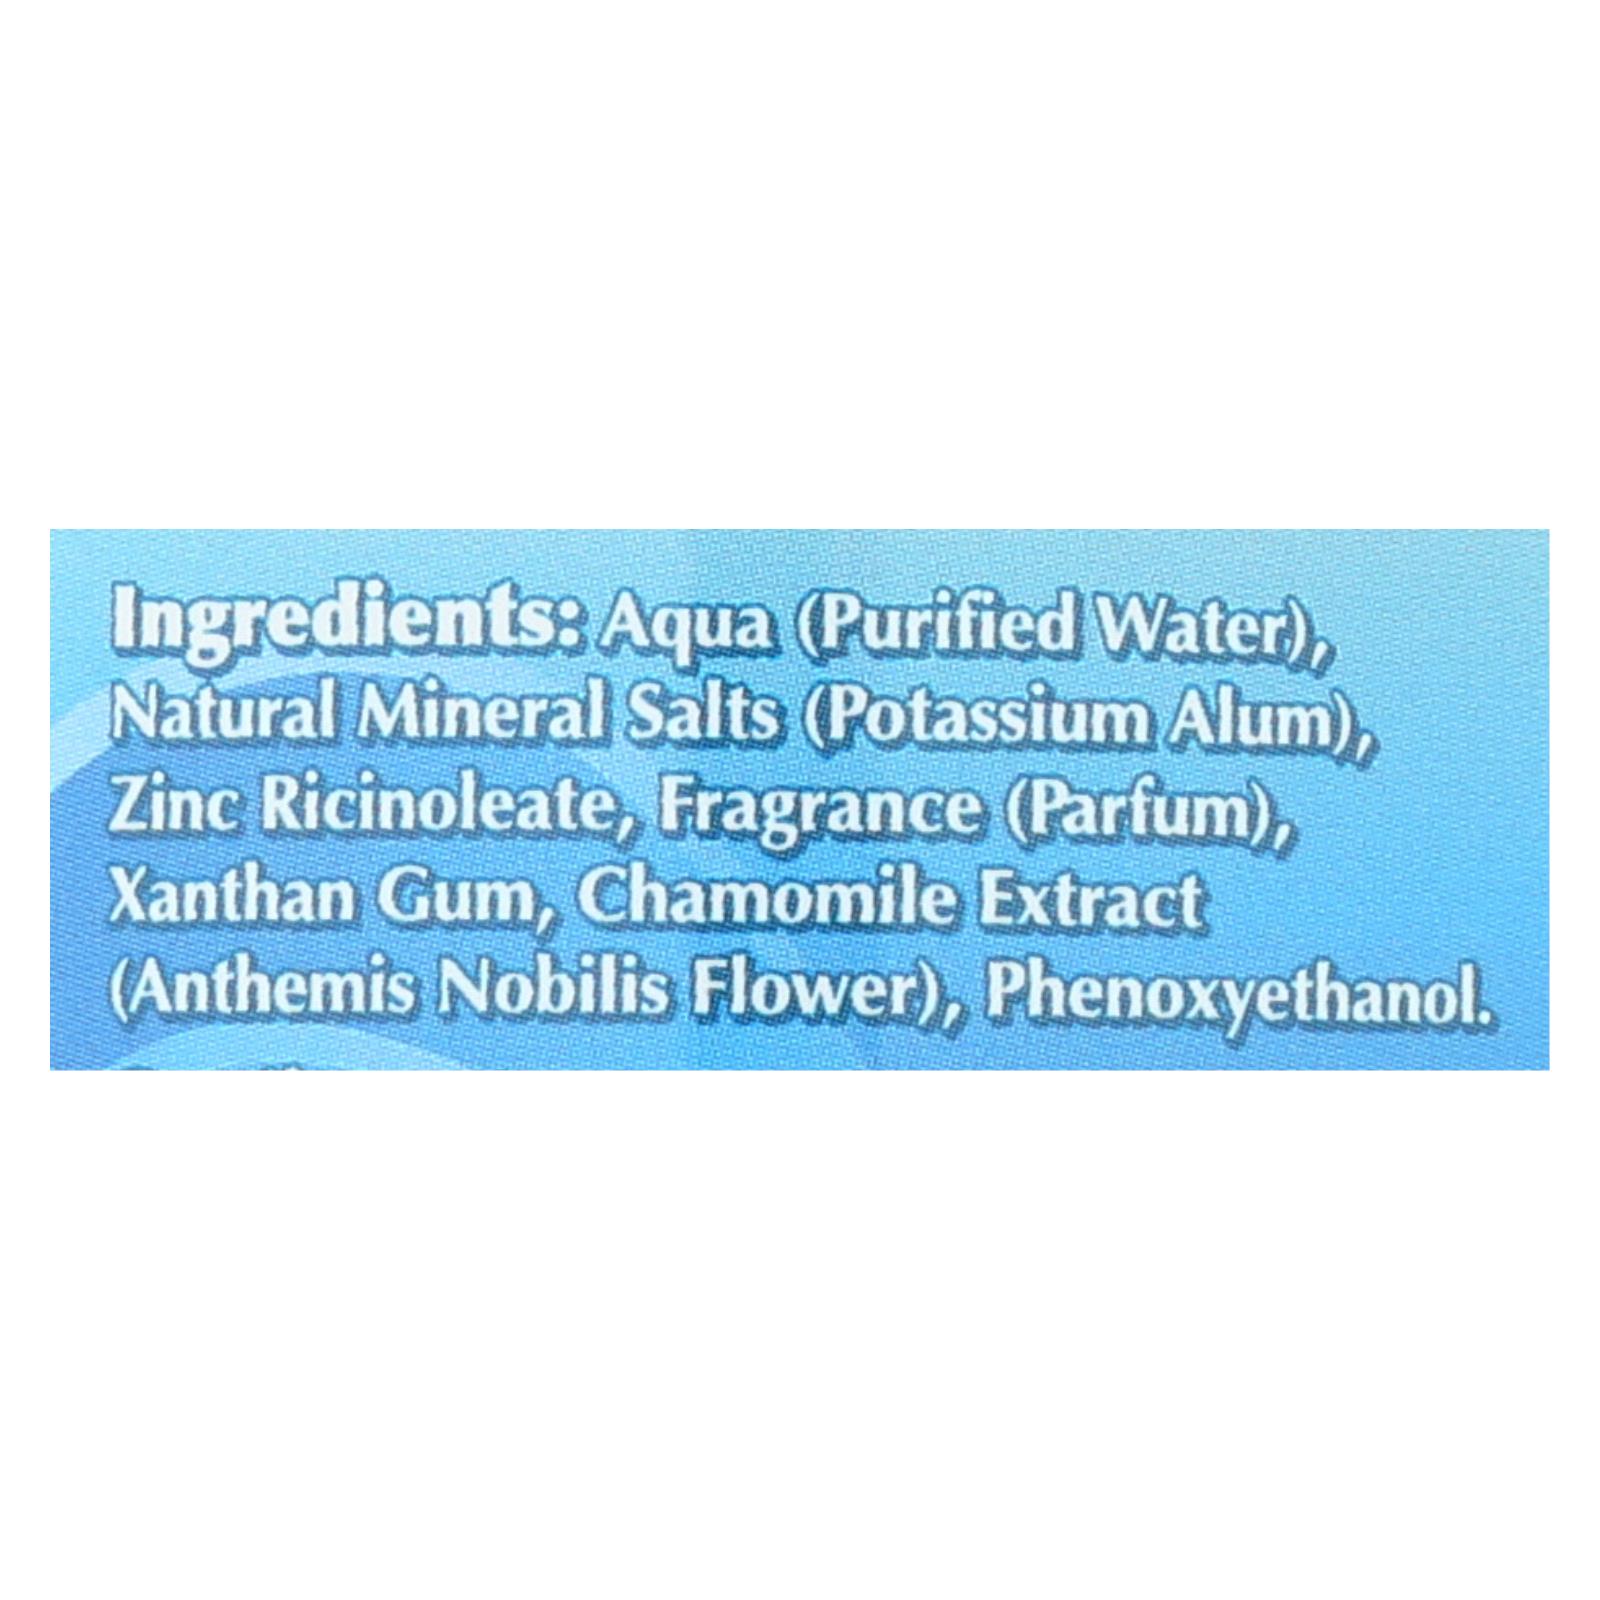 Ingredients: Aqua (Purified Water),
Natural Mineral Salts (Potassium Alum),
Zinc Ricinoleate, Fragrance (Parfum),
Xanthan Gum, Chamomile Extract
(Anthemis Nobilis Flower), Phenoxyethanol.